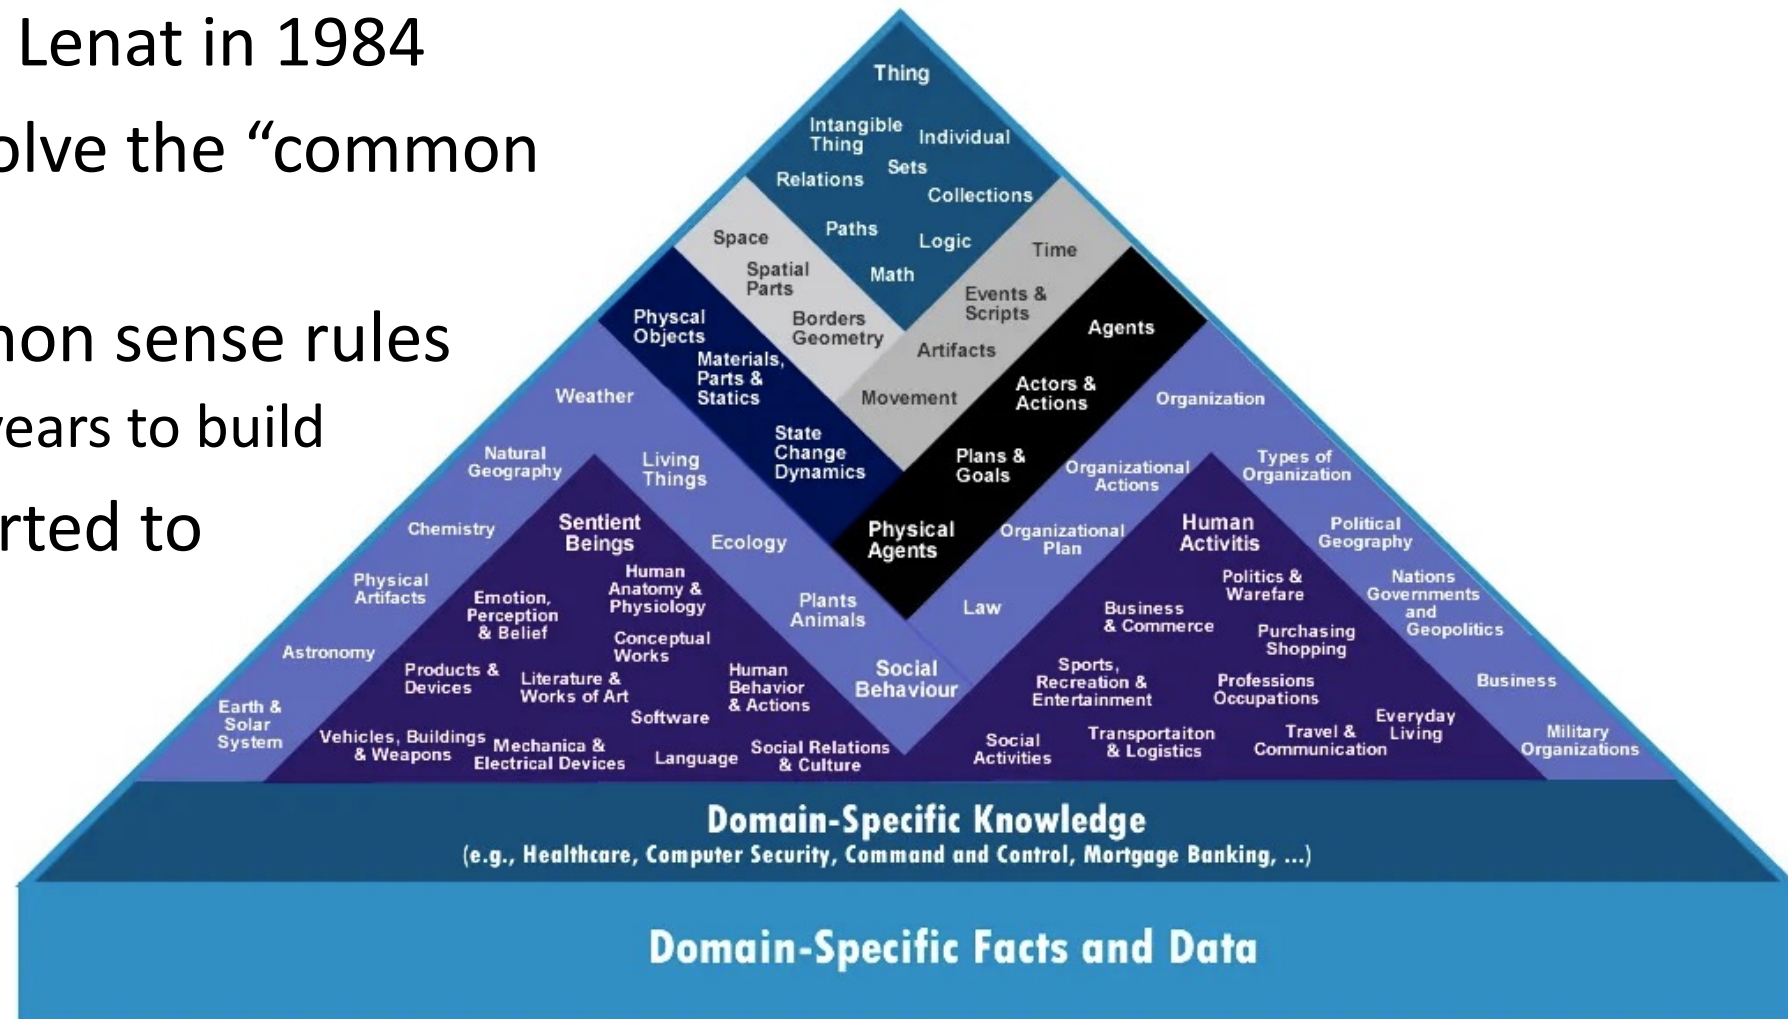 Lenat in 1984
olve the “common
mon sense rules
years to build
rted to
Thing
Intangible
Thing
Individual
Sets
Relations
Collections
Paths
Logic
Math
Space
Spatial
Parts
Borders
Geometry
Time
Events &
Scripts
Artifacts
Movement
Physcal
Objects
Materials,
Parts &
Statics
State
Change
Dynamics
Agents
Actors &
Actions
Plans &
Goals
Physical
Agents
Weather
Natural
Geography
Living
Things
Chemistry
Ecology
Physical
Artifacts
Plants
Animals
Astronomy
Social
Behaviour
Earth &
Solar
System
Organization
Organizational
Actions
Types of
Organization
Organizational
Plan
Political
Geography
Law
Nations
Governments
and
Geopolitics
Business
Military
Organizations
Sentient
Beings
Human
Anatomy &
Physiology
Emotion,
Perception
& Belief
Conceptual
Works
Products &
Devices
Literature &
Works of Art
Human
Behavior
& Actions
Software
Vehicles, Buildings
& Weapons
Mechanica &
Electrical Devices
Language
Social Relations
& Culture
Human
Activitis
Politics &
Warefare
Business
& Commerce
Purchasing
Shopping
Sports,
Recreation &
Entertainment
Professions
Occupations
Everyday
Living
Social
Activities
Transportaiton
& Logistics
Travel &
Communication
Domain-Specific Knowledge
(e.g., Healthcare, Computer Security, Command and Control, Mortgage Banking, ...)
Domain-Specific Facts and Data